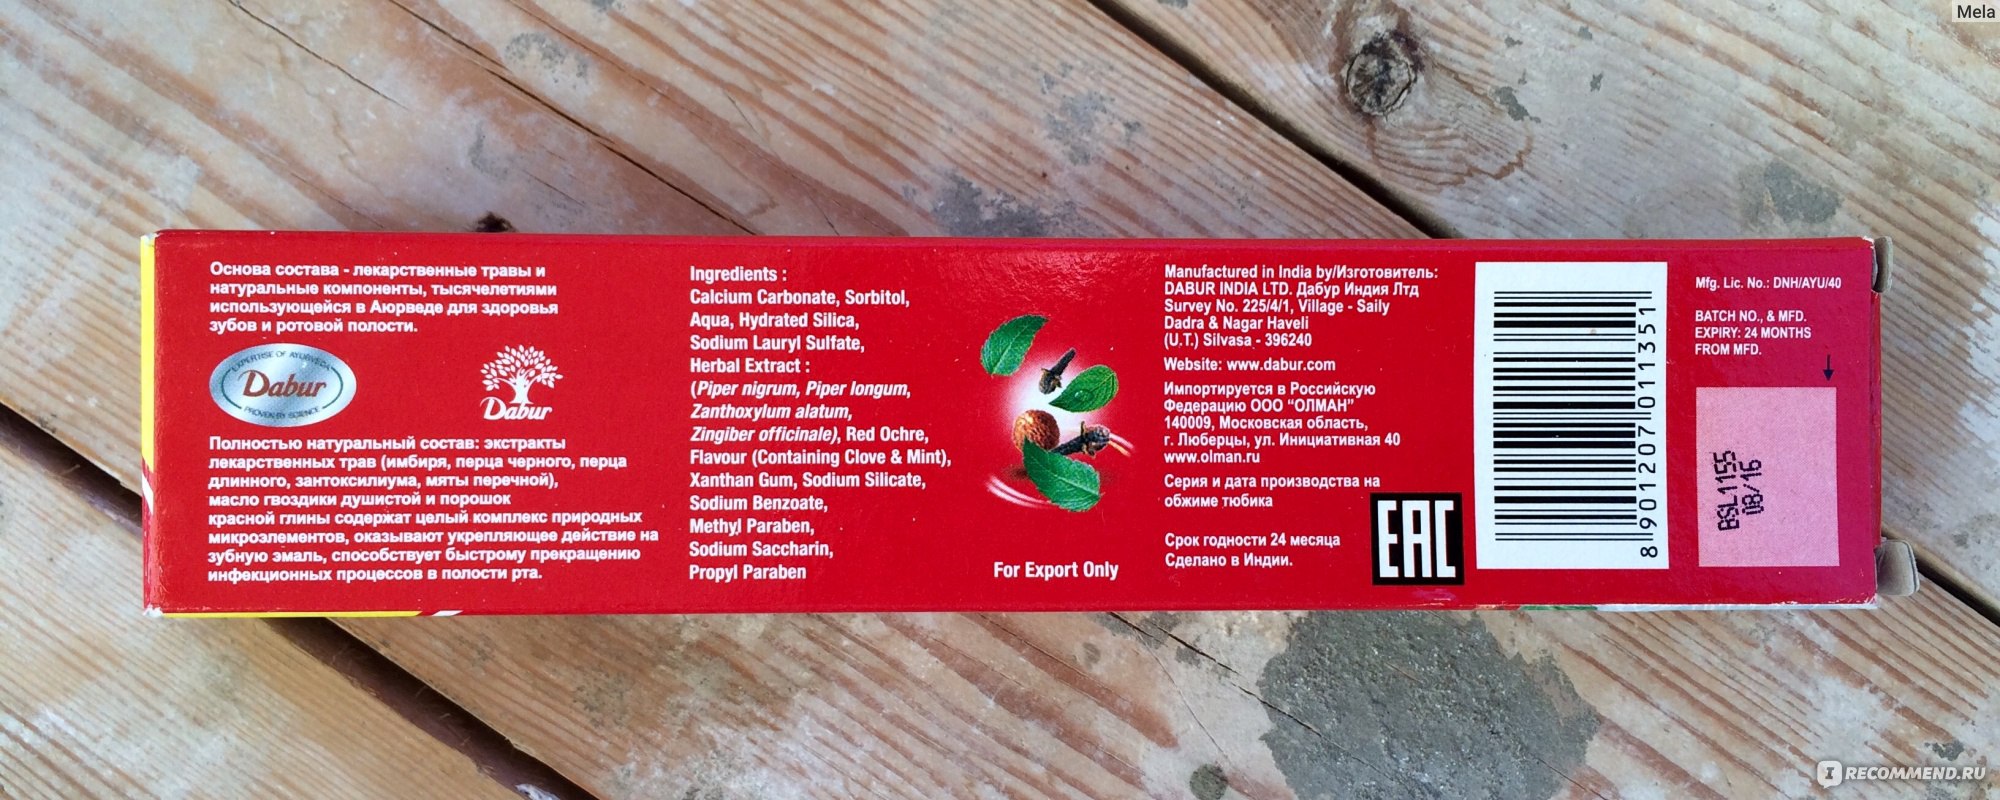 Mela
Основа состава - лекарственные травы и
натуральные компоненты, тысячелетиями
использующейся в Аюрведе для здоровья
зубов и ротовой полости.
EXPERTISE OF AYURVEDA
Dabur
PROVEN BY SCIENCE
Dabur
Полностью натуральный состав: экстракты
лекарственных трав (имбиря, перца черного, перца
длинного, зантоксилиума, мяты перечной),
масло гвоздики душистой и порошок
красной глины содержат целый комплекс природных
микроэлементов, оказывают укрепляющее действие на
зубную эмаль, способствует быстрому прекращению
инфекционных процессов в полости рта.
Ingredients :
Calcium Carbonate, Sorbitol,
Aqua, Hydrated Silica,
Sodium Lauryl Sulfate,
Herbal Extract :
(Piper nigrum, Piper longum,
Zanthoxylum alatum,
Zingiber officinale), Red Ochre,
Flavour (Containing Clove & Mint),
Xanthan Gum, Sodium Silicate,
Sodium Benzoate,
Methyl Paraben,
Sodium Saccharin,
Propyl Paraben
For Export Only
Manufactured in India by/Изготовитель:
DABUR INDIA LTD. Дабур Индия Лтд
Survey No. 225/4/1, Village - Saily
Dadra & Nagar Haveli
(U.T.) Silvasa - 396240
Website: www.dabur.com
Импортируется в Российскую
Федерацию ООО "ОЛМАН"
140009, Московская область,
г. Люберцы, ул. Инициативная 40
www.olman.ru
Серия и дата производства на
обжиме тюбика
Срок годности 24 месяца
Сделано в Индии.
EAC
8 901207 011351
Mfg. Lic. No.: DNH/AYU/40
BATCH NO., & MFD.
EXPIRY: 24 MONTHS
FROM MFD.
BSL1155
08/16
IRECOMMEND.RU